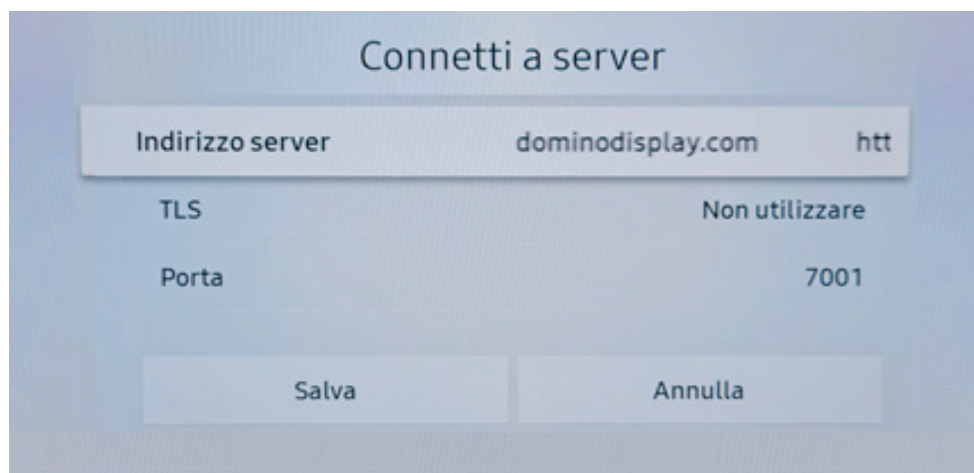 Connetti a server
Indirizzo server dominodisplay.com htt
TLS Non utilizzare
Porta 7001
Salva Annulla